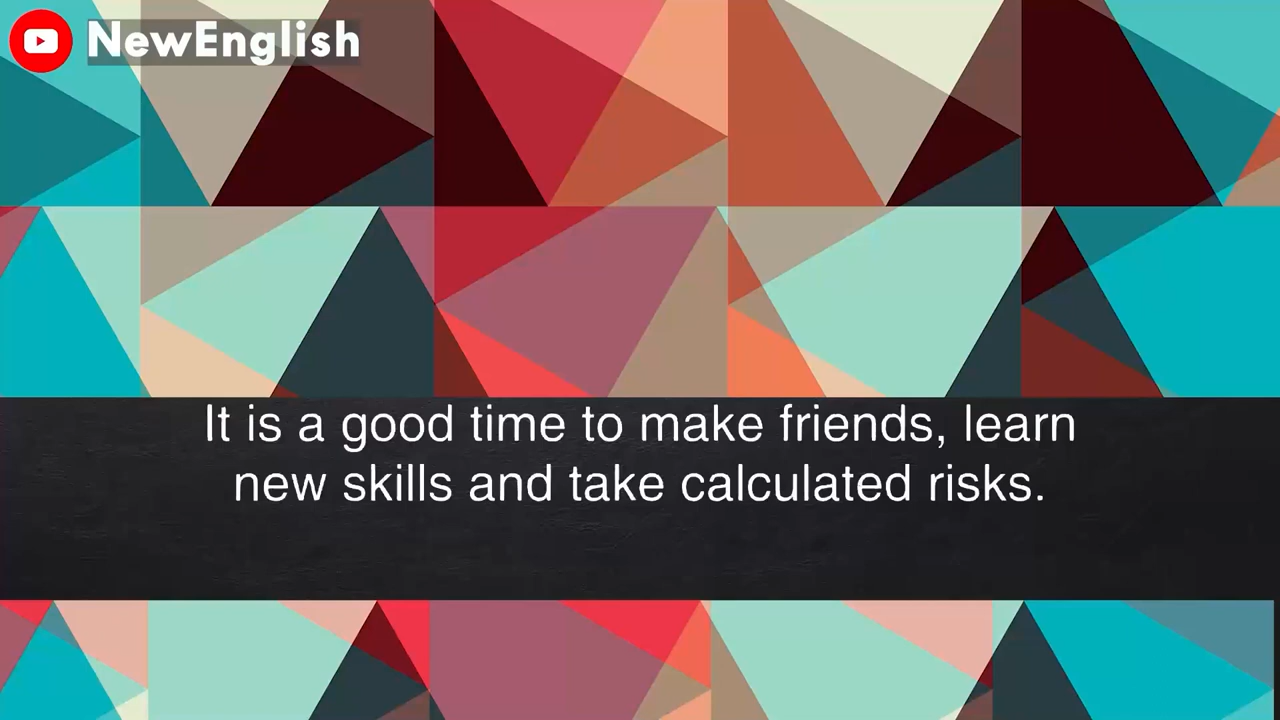 NewEnglish
It is a good time to make friends, learn
new skills and take calculated risks.